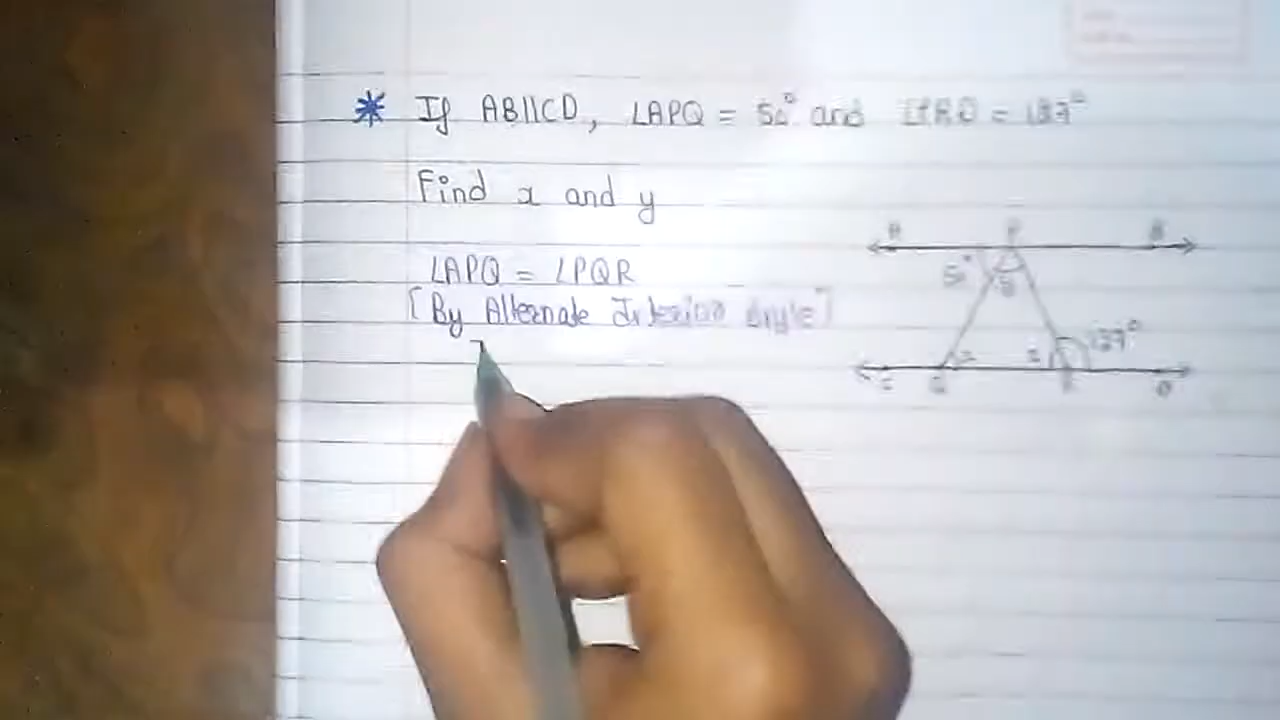 * If AB||CD, ∠APQ = 50° and ∠PRD = 127°
Find x and y
∠APQ = ∠PQR
[By Alternate Interior Angle]
P
50°
y
127°
x